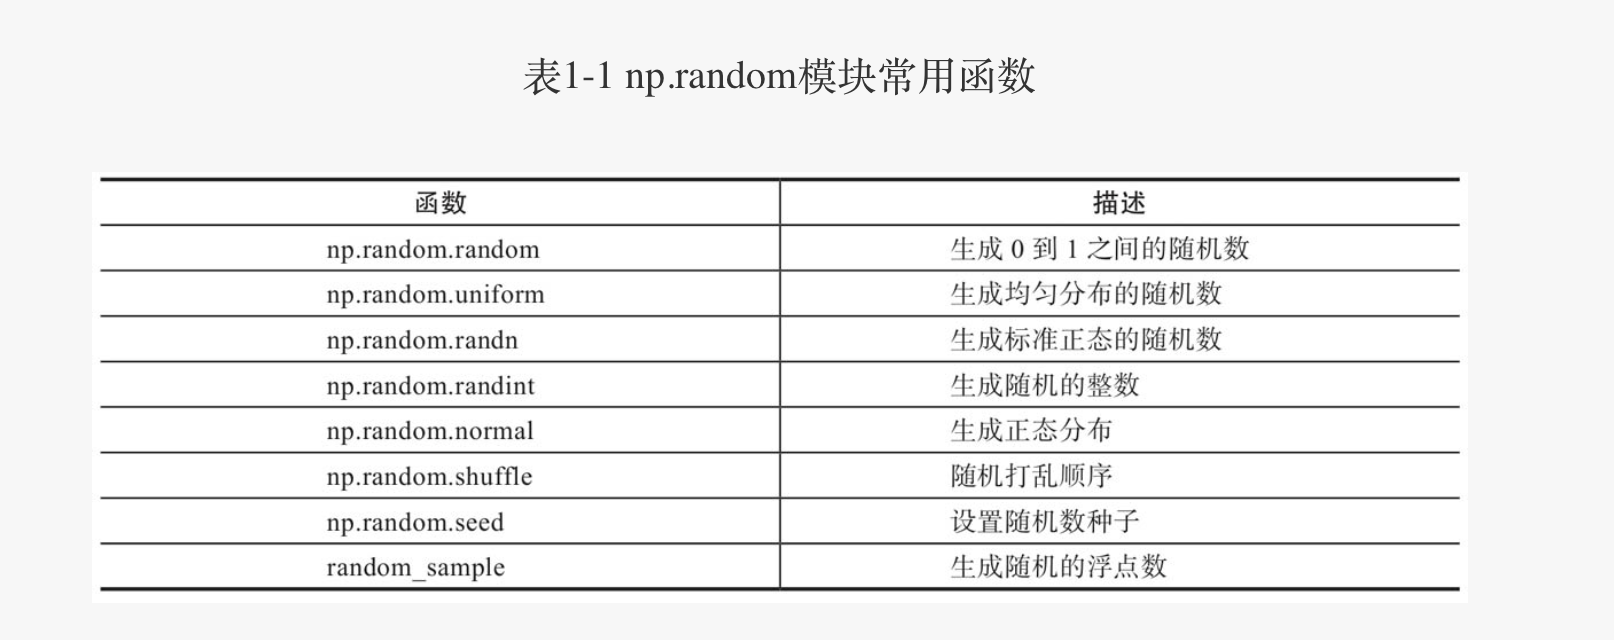 表1-1 np.random模块常用函数
函数 描述
np.random.random 生成 0 到 1 之间的随机数
np.random.uniform 生成均匀分布的随机数
np.random.randn 生成标准正态的随机数
np.random.randint 生成随机的整数
np.random.normal 生成正态分布
np.random.shuffle 随机打乱顺序
np.random.seed 设置随机数种子
random_sample 生成随机的浮点数